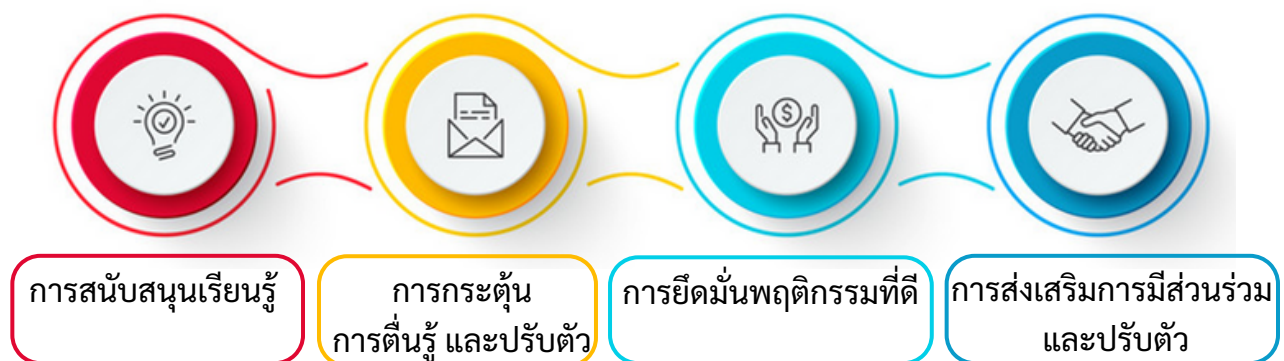 การสนับสนุนเรียนรู้
การกระตุ้น
การตื่นรู้ และปรับตัว
การยึดมั่นพฤติกรรมที่ดี
การส่งเสริมการมีส่วนร่วม
และปรับตัว